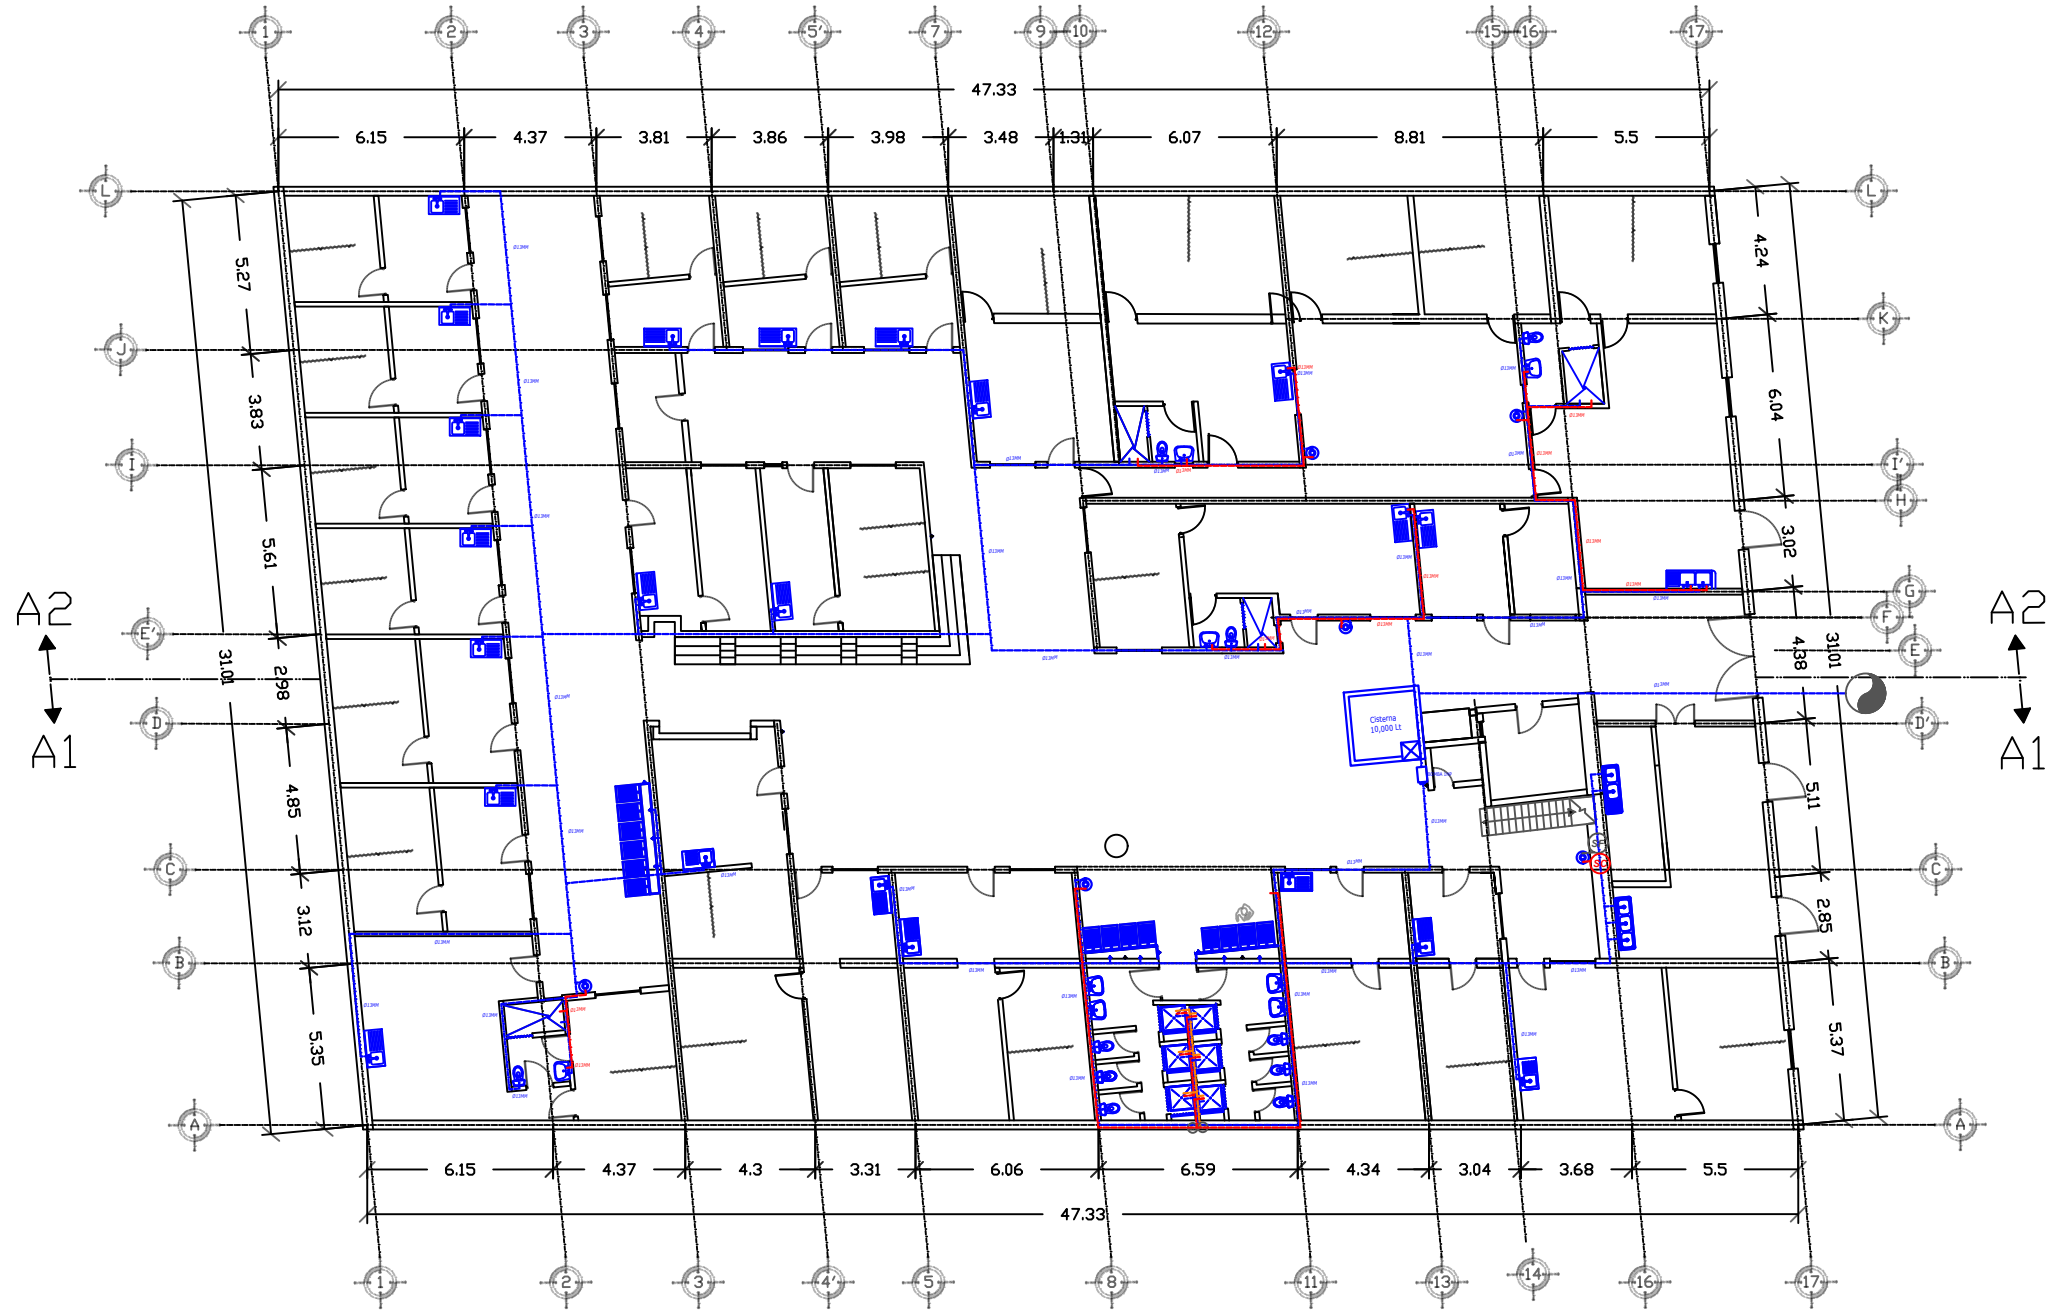 1 2 3 4 5' 7 9 10 12 15 16 17
47.33
6.15 4.37 3.81 3.86 3.98 3.48 1.31 6.07 8.81 5.5
L L
4.24
5.27
K
J
3.83 6.04
I I'
H
5.61 3.02
G
F
E' E
A2 A2
31.01 2.98 4.38 31.01
D D'
Cisterna
10,000 Lt
A1 A1
4.85 5.11
SF
SC
C C
3.12 2.85
B B
5.35 5.37
A A
Ø13MM
6.15 4.37 4.3 3.31 6.06 6.59 4.34 3.04 3.68 5.5
47.33
1 2 3 4' 5 8 11 13 14 16 17